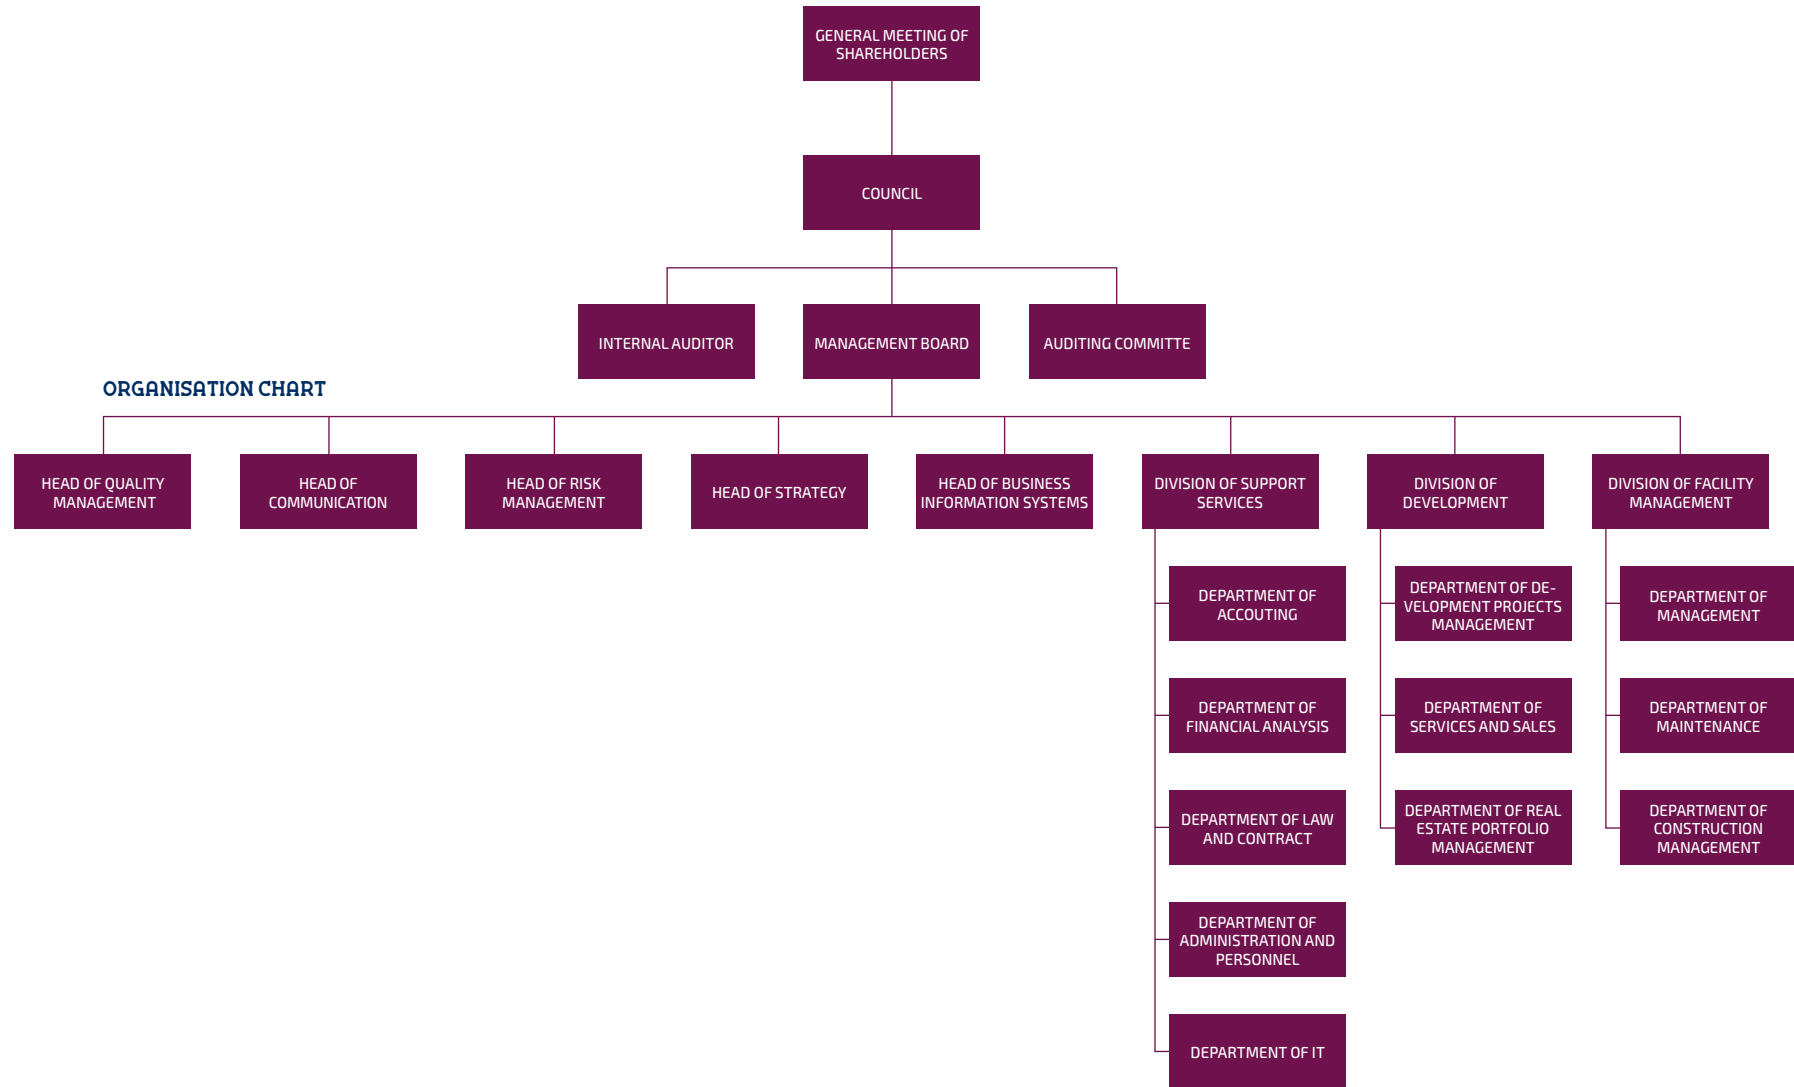 GENERAL MEETING OF
SHAREHOLDERS
COUNCIL
INTERNAL AUDITOR
MANAGEMENT BOARD
AUDITING COMMITTE
ORGANISATION CHART
HEAD OF QUALITY
MANAGEMENT
HEAD OF
COMMUNICATION
HEAD OF RISK
MANAGEMENT
HEAD OF STRATEGY
HEAD OF BUSINESS
INFORMATION SYSTEMS
DIVISION OF SUPPORT
SERVICES
DIVISION OF
DEVELOPMENT
DIVISION OF FACILITY
MANAGEMENT
DEPARTMENT OF
ACCOUTING
DEPARTMENT OF
FINANCIAL ANALYSIS
DEPARTMENT OF LAW
AND CONTRACT
DEPARTMENT OF
ADMINISTRATION AND
PERSONNEL
DEPARTMENT OF IT
DEPARTMENT OF DE-
VELOPMENT PROJECTS
MANAGEMENT
DEPARTMENT OF
SERVICES AND SALES
DEPARTMENT OF REAL
ESTATE PORTFOLIO
MANAGEMENT
DEPARTMENT OF
MANAGEMENT
DEPARTMENT OF
MAINTENANCE
DEPARTMENT OF
CONSTRUCTION
MANAGEMENT